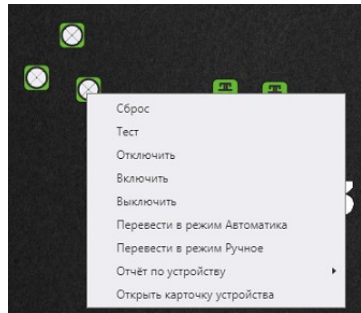 Сброс
Тест
Отключить
Включить
Выключить
Перевести в режим Автоматика
Перевести в режим Ручное
Отчёт по устройству
Открыть карточку устройства